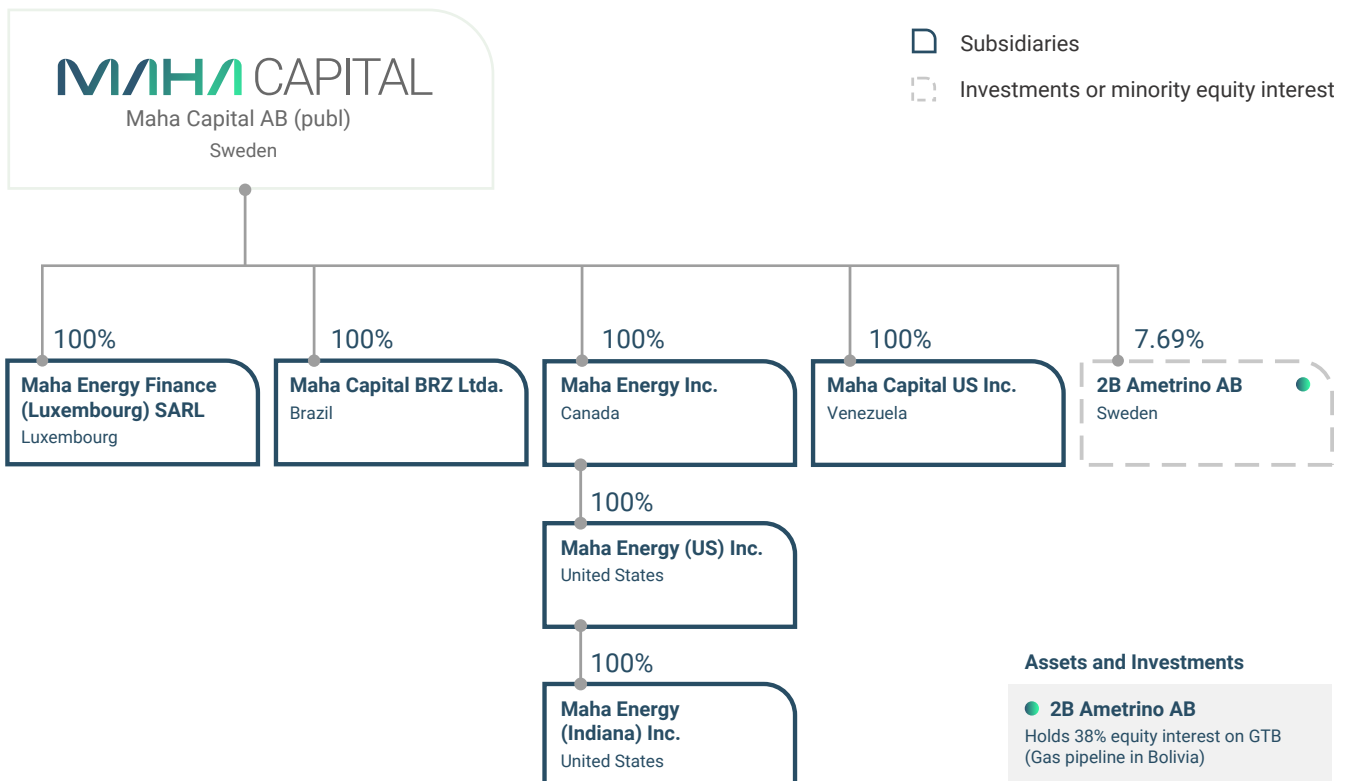 MAHA CAPITAL
Maha Capital AB (publ)
Sweden
Subsidiaries
Investments or minority equity interest
100%
100%
100%
100%
7.69%
Maha Energy Finance
(Luxembourg) SARL
Luxembourg
Maha Capital BRZ Ltda.
Brazil
Maha Energy Inc.
Canada
Maha Capital US Inc.
Venezuela
2B Ametrino AB
Sweden
100%
Maha Energy (US) Inc.
United States
100%
Maha Energy
(Indiana) Inc.
United States
Assets and Investments
2B Ametrino AB
Holds 38% equity interest on GTB
(Gas pipeline in Bolivia)